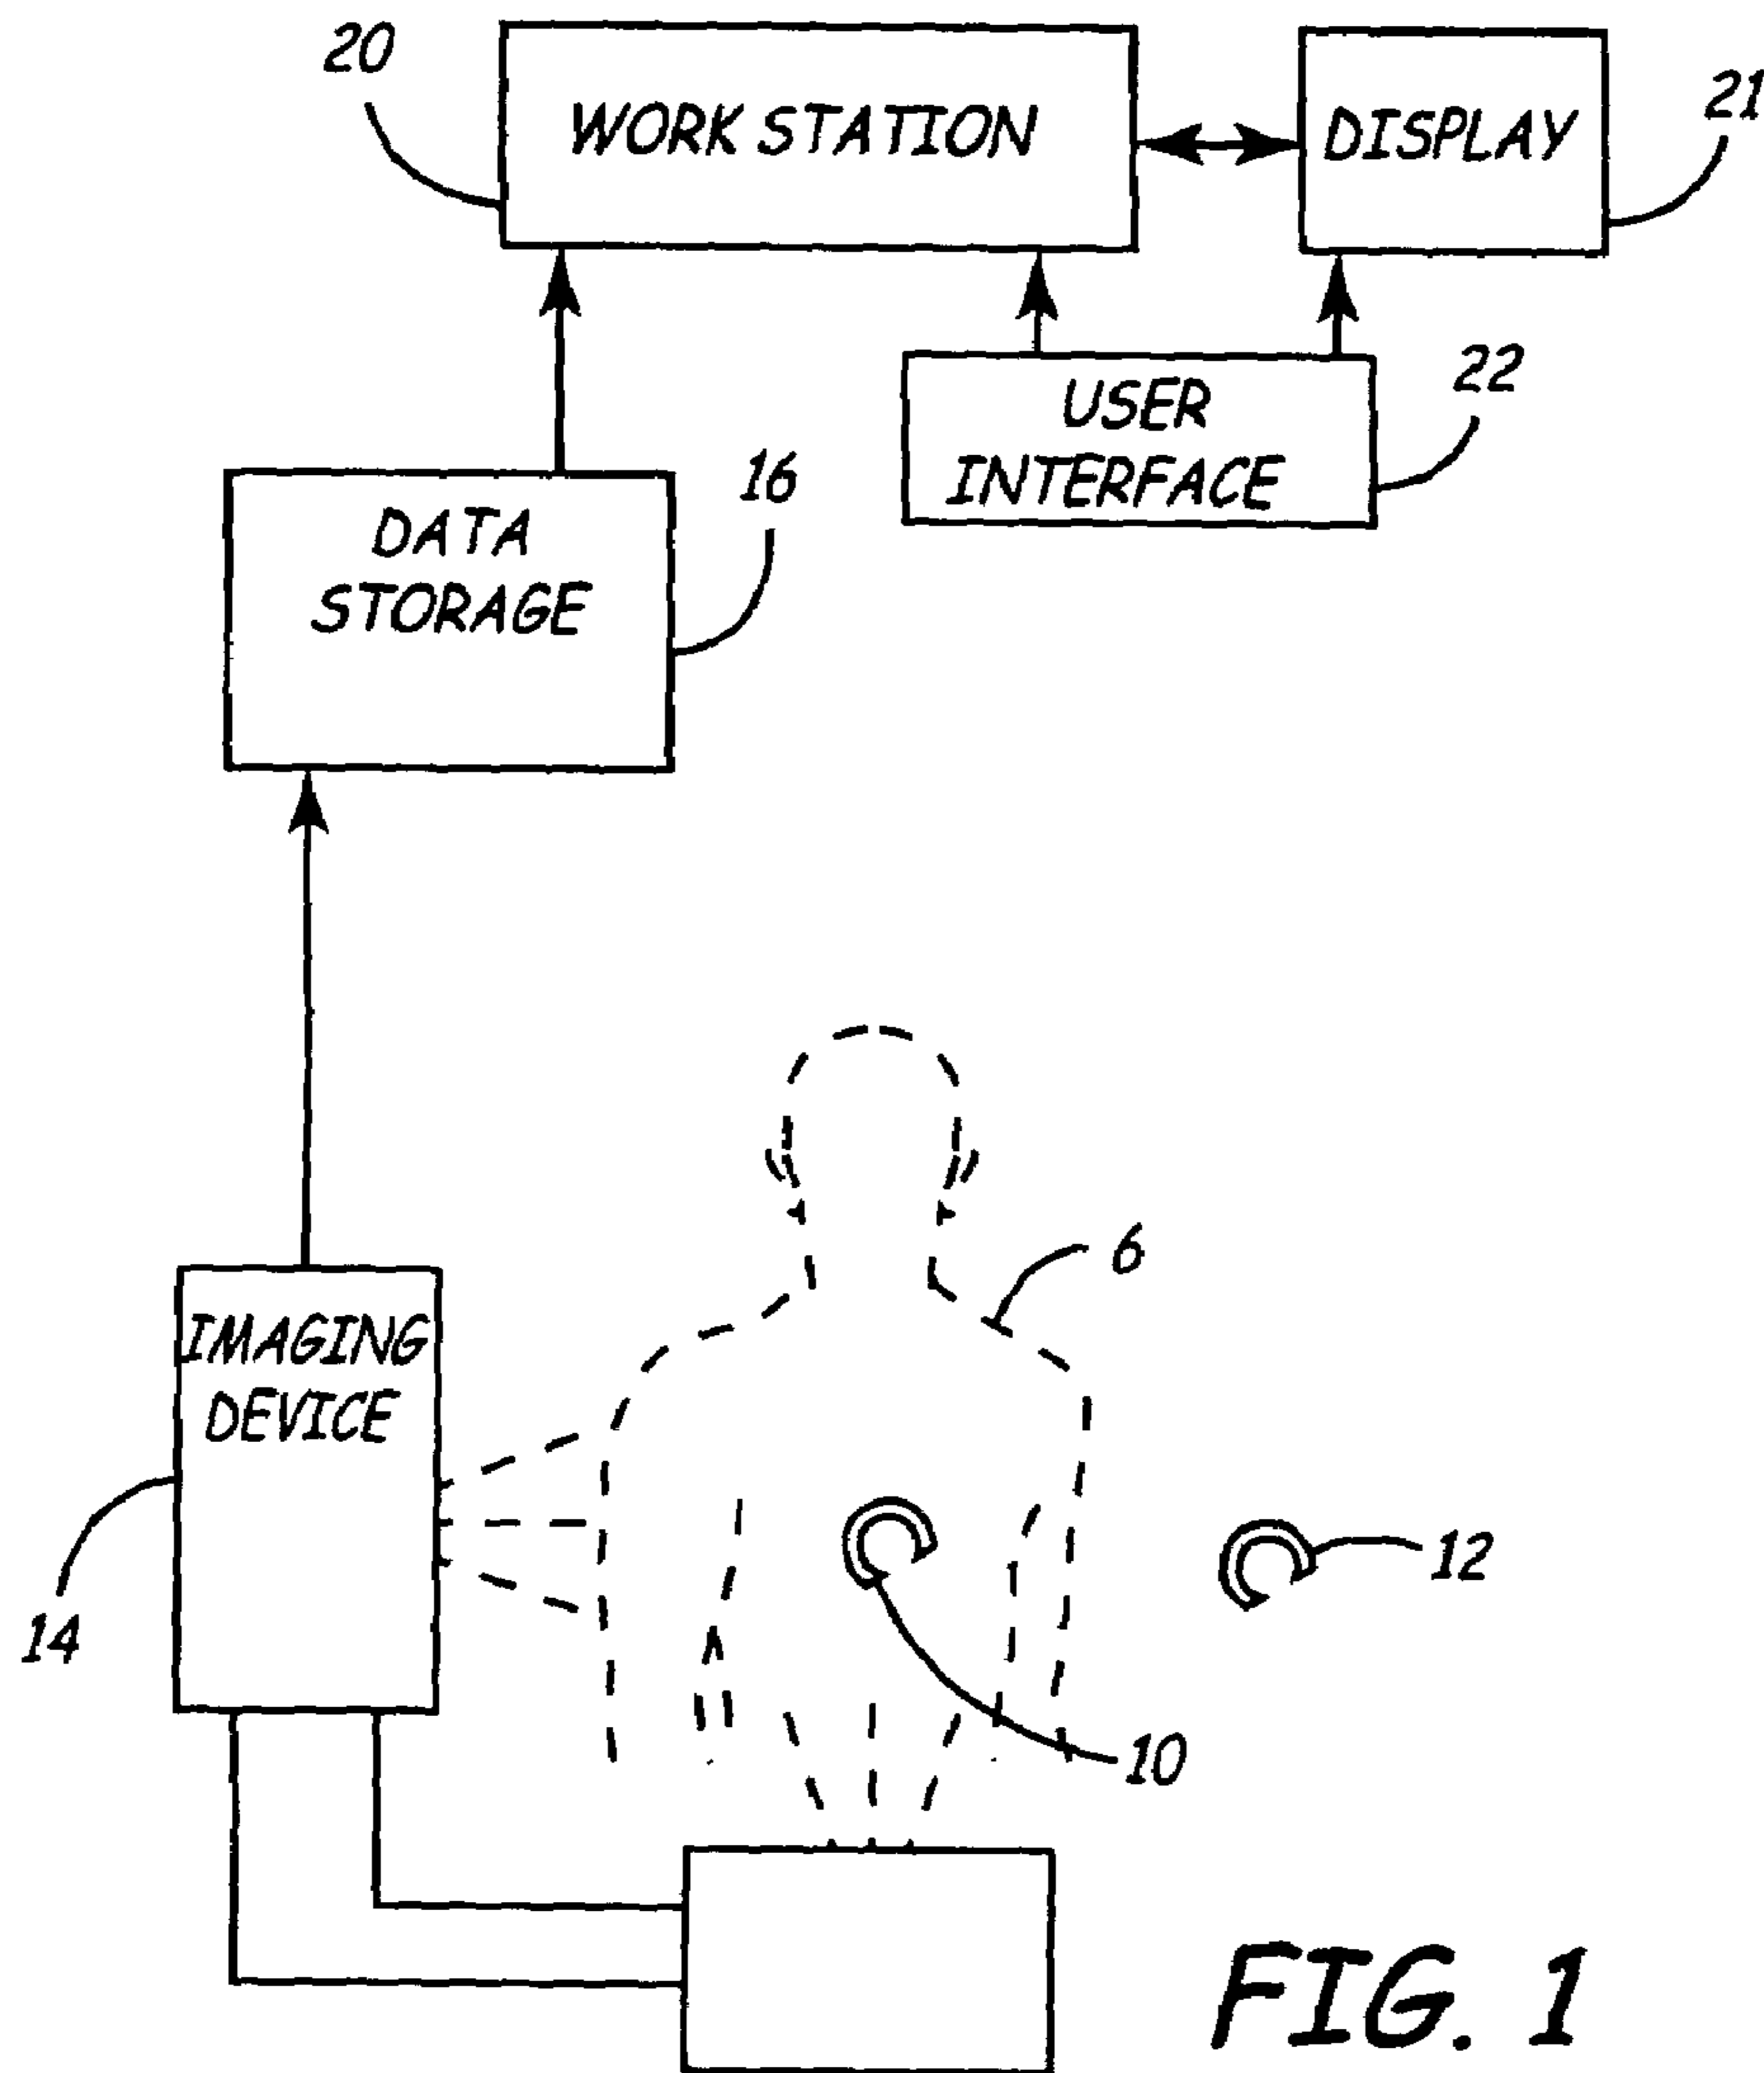 20
WORK STATION
DISPLAY
21
USER
INTERFACE
22
DATA
STORAGE
16
6
IMAGING
DEVICE
14
12
10
FIG. 1